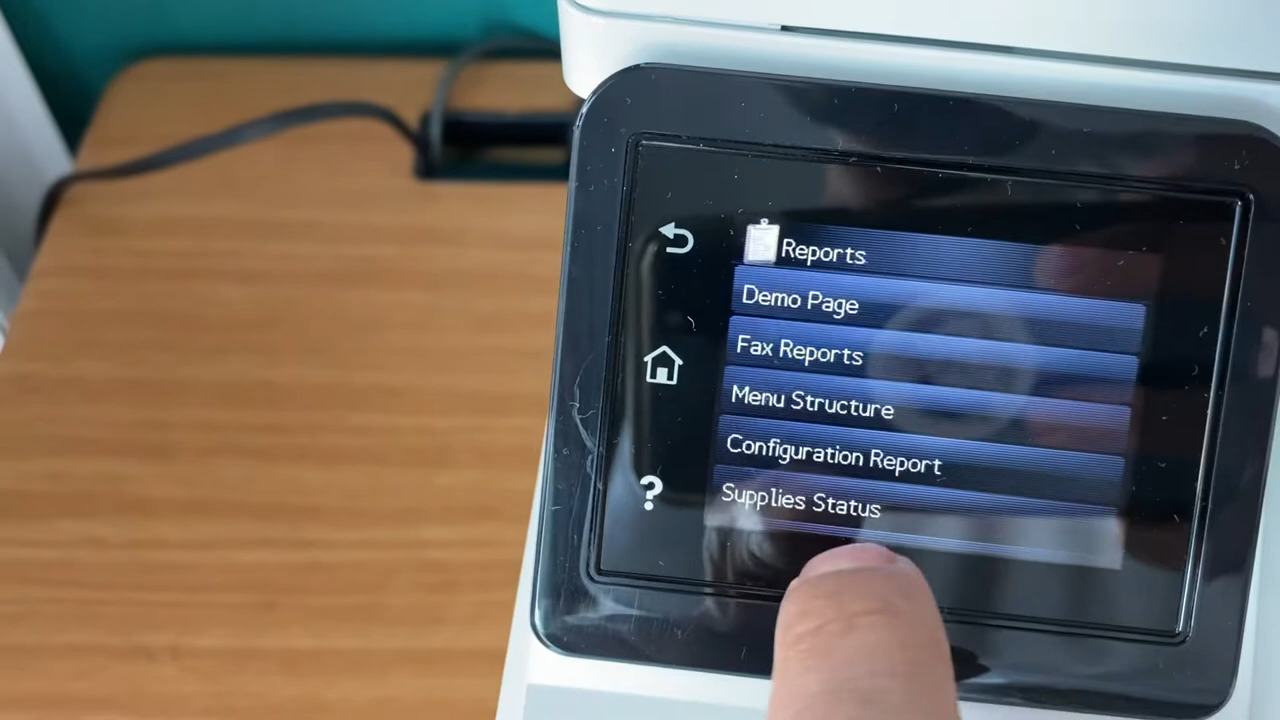 Reports
Demo Page
Fax Reports
Menu Structure
Configuration Report
Supplies Status
?